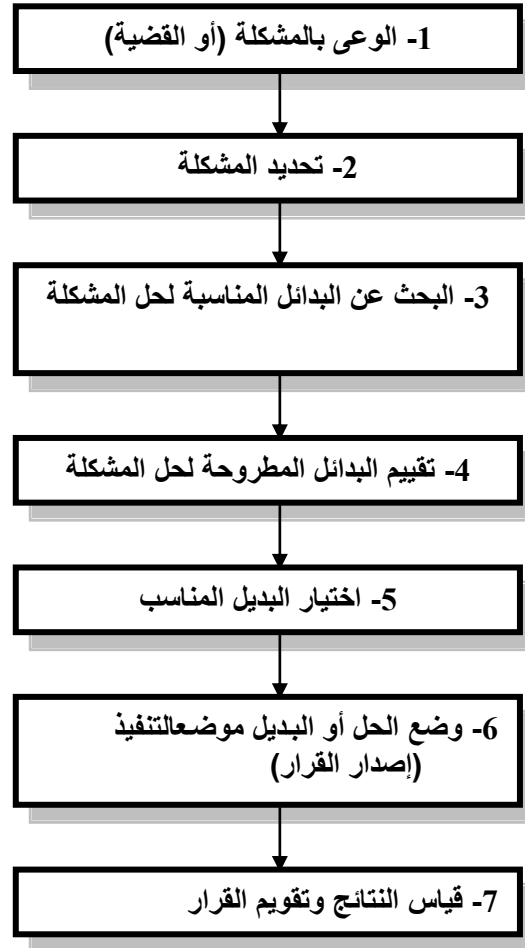 1- الوعى بالمشكلة (أو القضية)
2- تحديد المشكلة
3- البحث عن البدائل المناسبة لحل المشكلة
4- تقييم البدائل المطروحة لحل المشكلة
5- اختيار البديل المناسب
6- وضع الحل أو البديل موضعالتنفيذ
(إصدار القرار)
7- قياس النتائج وتقويم القرار